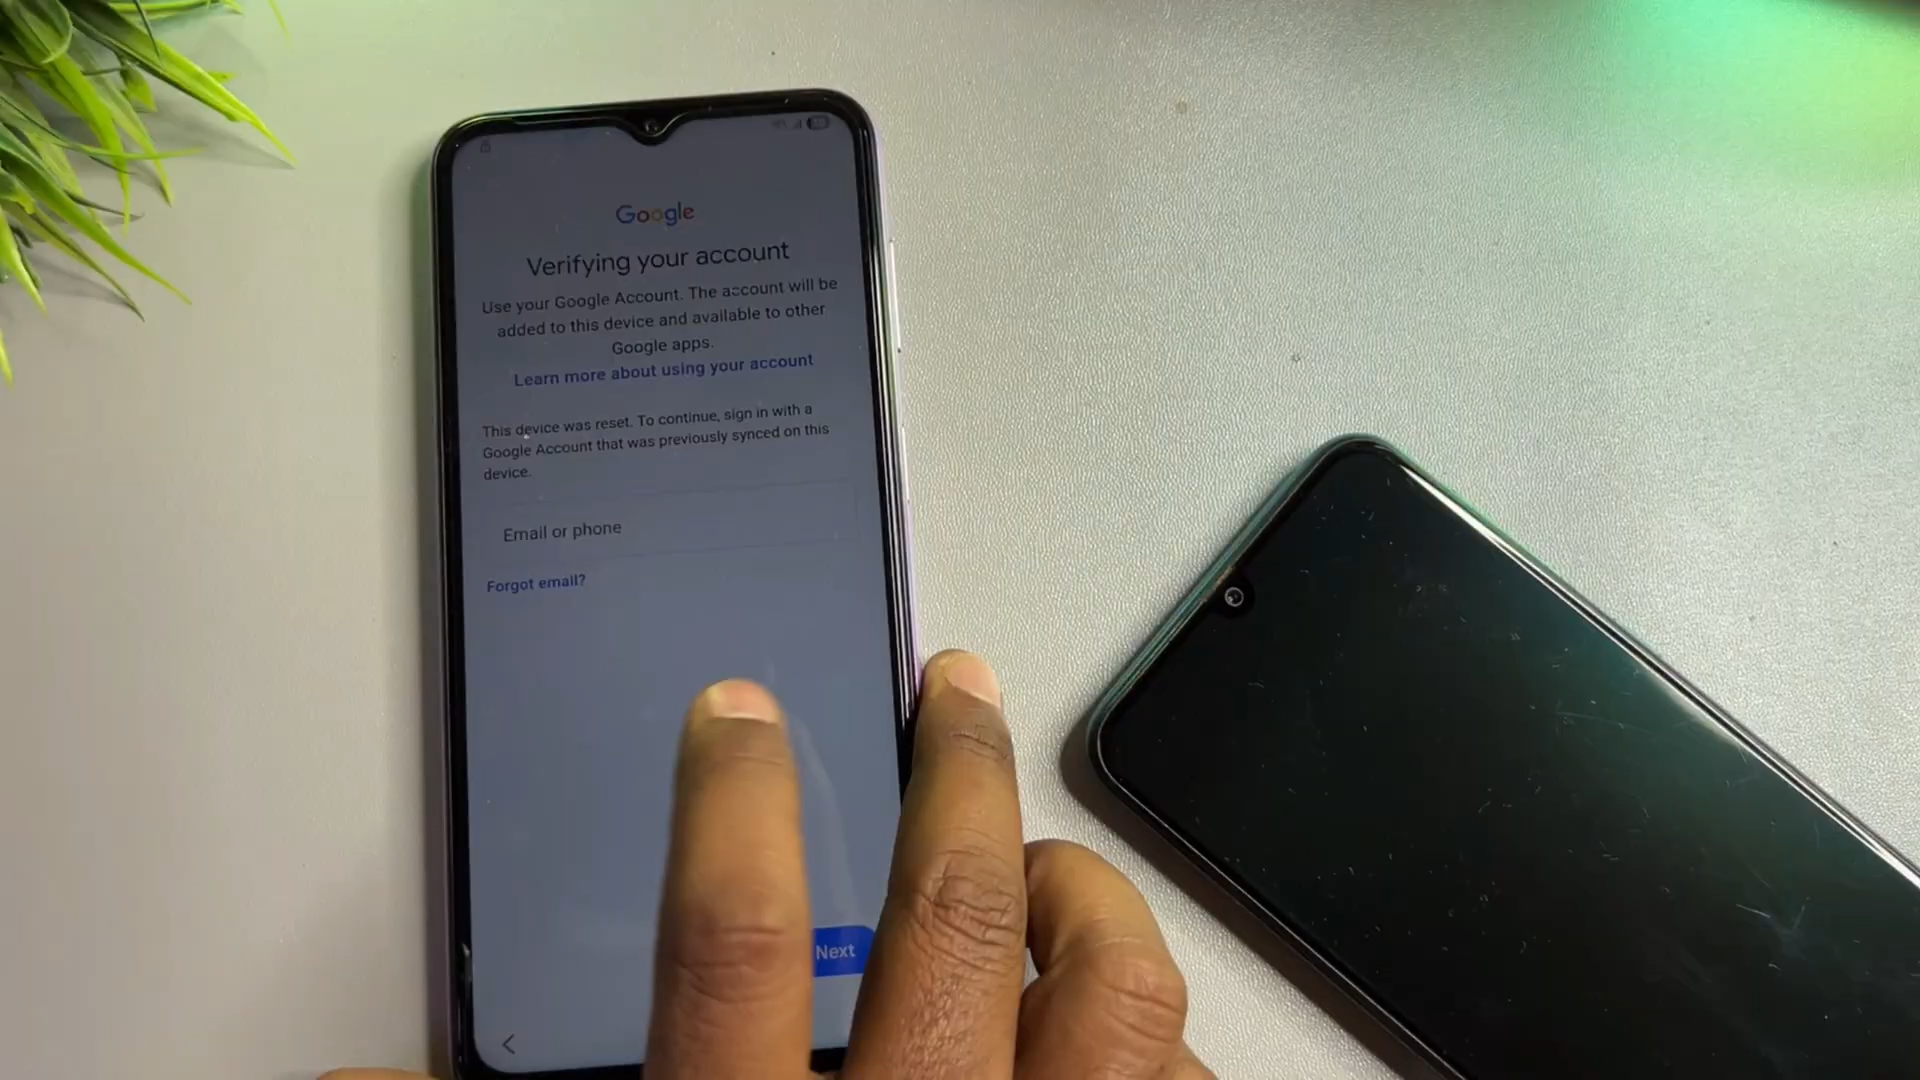 Google
Verifying your account
Use your Google Account. The account will be
added to this device and available to other
Google apps.
Learn more about using your account
This device was reset. To continue, sign in with a
Google Account that was previously synced on this
device.
Email or phone
Forgot email?
Next